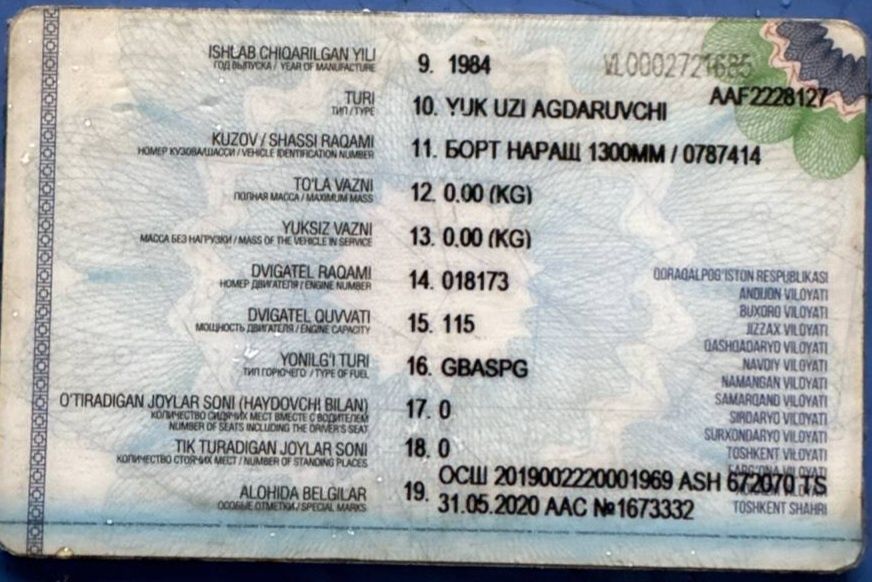 VL0002721685
AAF2228127
ISHLAB CHIQARILGAN YILI 9. 1984
ГОД ВЫПУСКА / YEAR OF MANUFACTURE
TURI 10. YUK UZI AGDARUVCHI
ТИП / TYPE
KUZOV / SHASSI RAQAMI 11. БОРТ НАРАЩ 1300ММ / 0787414
НОМЕР КУЗОВА/ШАССИ / VEHICLE IDENTIFICATION NUMBER
TO'LA VAZNI 12. 0.00 (KG)
ПОЛНАЯ МАССА / MAXIMUM MASS
YUKSIZ VAZNI 13. 0.00 (KG)
МАССА БЕЗ НАГРУЗКИ / MASS OF THE VEHICLE IN SERVICE
DVIGATEL RAQAMI 14. 018173
НОМЕР ДВИГАТЕЛЯ / ENGINE NUMBER
DVIGATEL QUVVATI 15. 115
МОЩНОСТЬ ДВИГАТЕЛЯ / ENGINE CAPACITY
YONILG'I TURI 16. GBASPG
ТИП ГОРЮЧЕГО / TYPE OF FUEL
O'TIRADIGAN JOYLAR SONI (HAYDOVCHI BILAN) 17. 0
КОЛИЧЕСТВО СИДЯЧИХ МЕСТ ВМЕСТЕ С ВОДИТЕЛЕМ
NUMBER OF SEATS INCLUDING THE DRIVER'S SEAT
TIK TURADIGAN JOYLAR SONI 18. 0
КОЛИЧЕСТВО СТОЯЧИХ МЕСТ / NUMBER OF STANDING PLACES
ALOHIDA BELGILAR 19. ОСШ 20190022220001969 ASH 672070 TS
ОСОБЫЕ ОТМЕТКИ / SPECIAL MARKS 31.05.2020 ААС №1673332
QORAQALPOG'ISTON RESPUBLIKASI
ANDIJON VILOYATI
BUXORO VILOYATI
JIZZAX VILOYATI
QASHQADARYO VILOYATI
NAVOIY VILOYATI
NAMANGAN VILOYATI
SAMARQAND VILOYATI
SIRDARYO VILOYATI
SURXONDARYO VILOYATI
TOSHKENT VILOYATI
FARG'ONA VILOYATI
VILOYATI
TOSHKENT SHAHRI